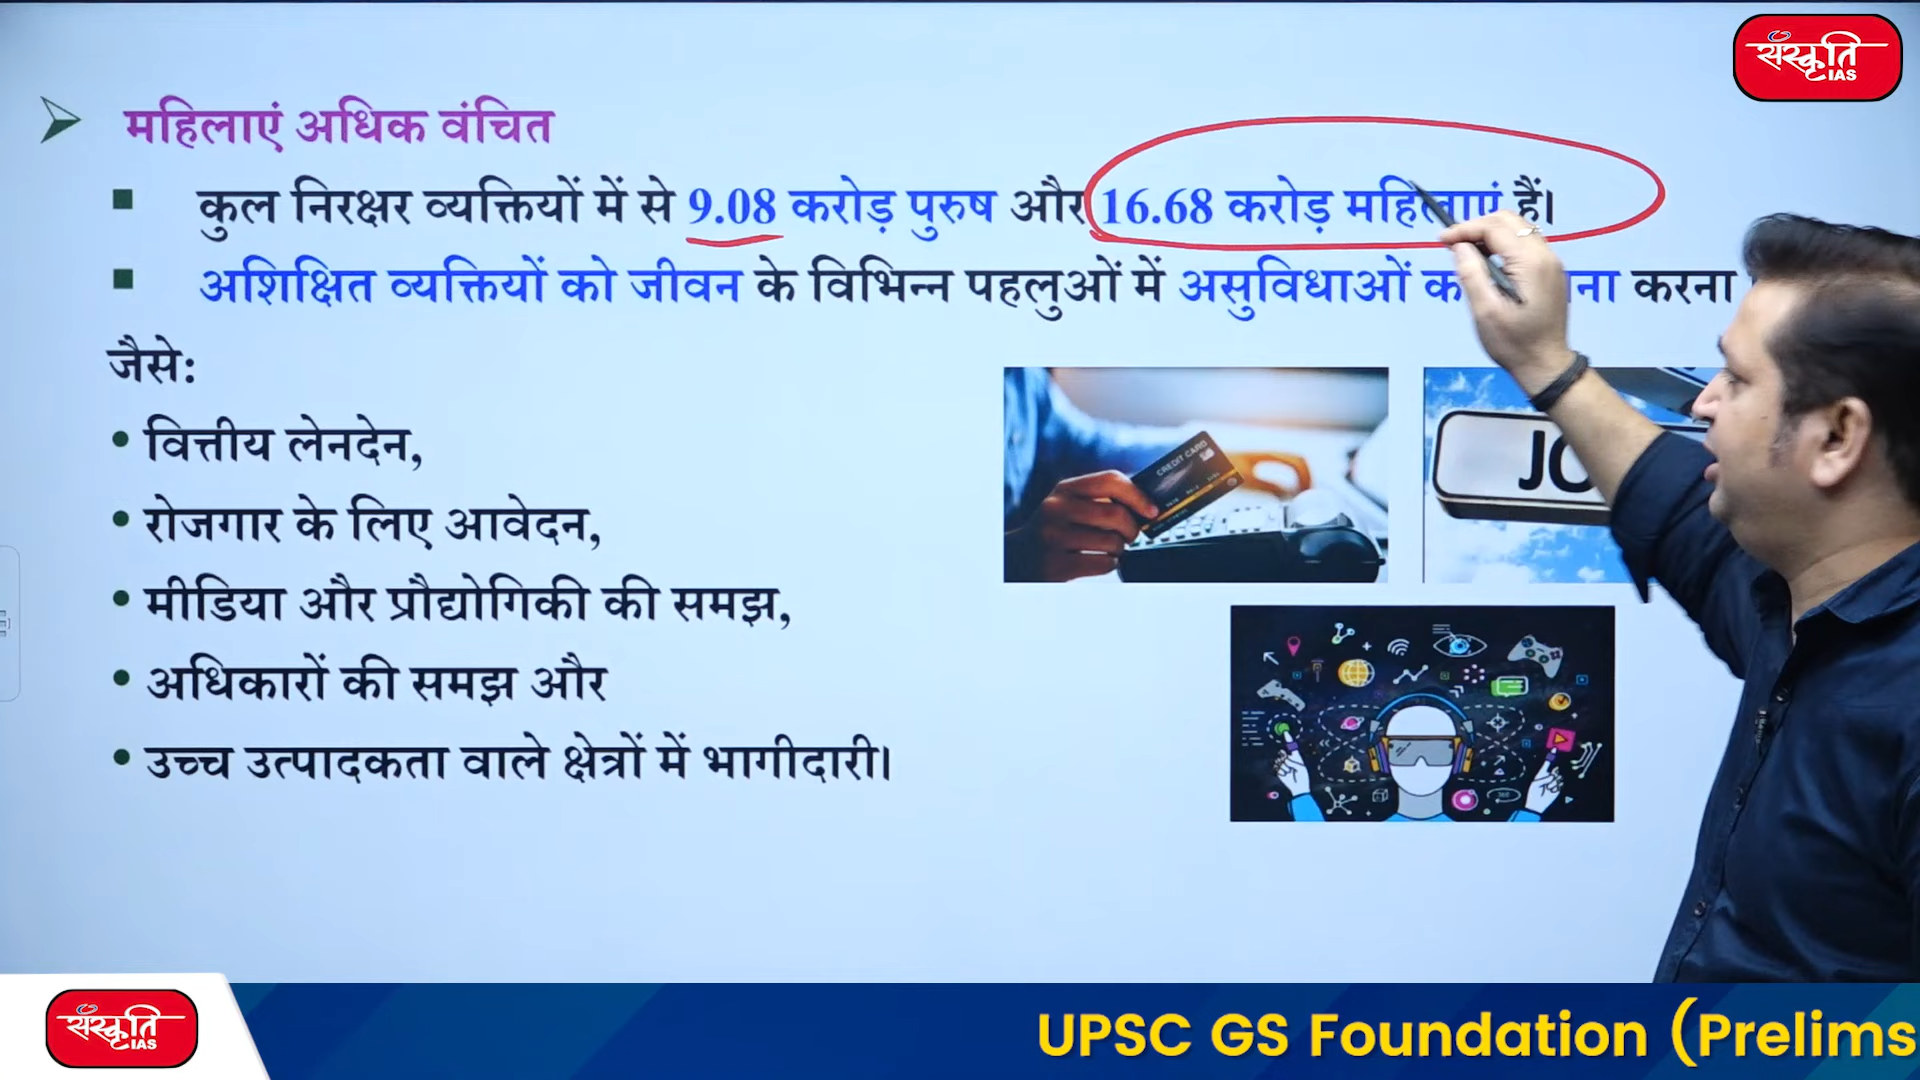 संस्कृति
IAS
महिलाएं अधिक वंचित
कुल निरक्षर व्यक्तियों में से 9.08 करोड़ पुरुष और 16.68 करोड़ महिलाएं हैं।
अशिक्षित व्यक्तियों को जीवन के विभिन्न पहलुओं में असुविधाओं करना
जैसे:
• वित्तीय लेनदेन,
• रोजगार के लिए आवेदन,
• मीडिया और प्रौद्योगिकी की समझ,
• अधिकारों की समझ और
• उच्च उत्पादकता वाले क्षेत्रों में भागीदारी।
CREDIT CARD
JO
संस्कृति
IAS
UPSC GS Foundation (Prelims